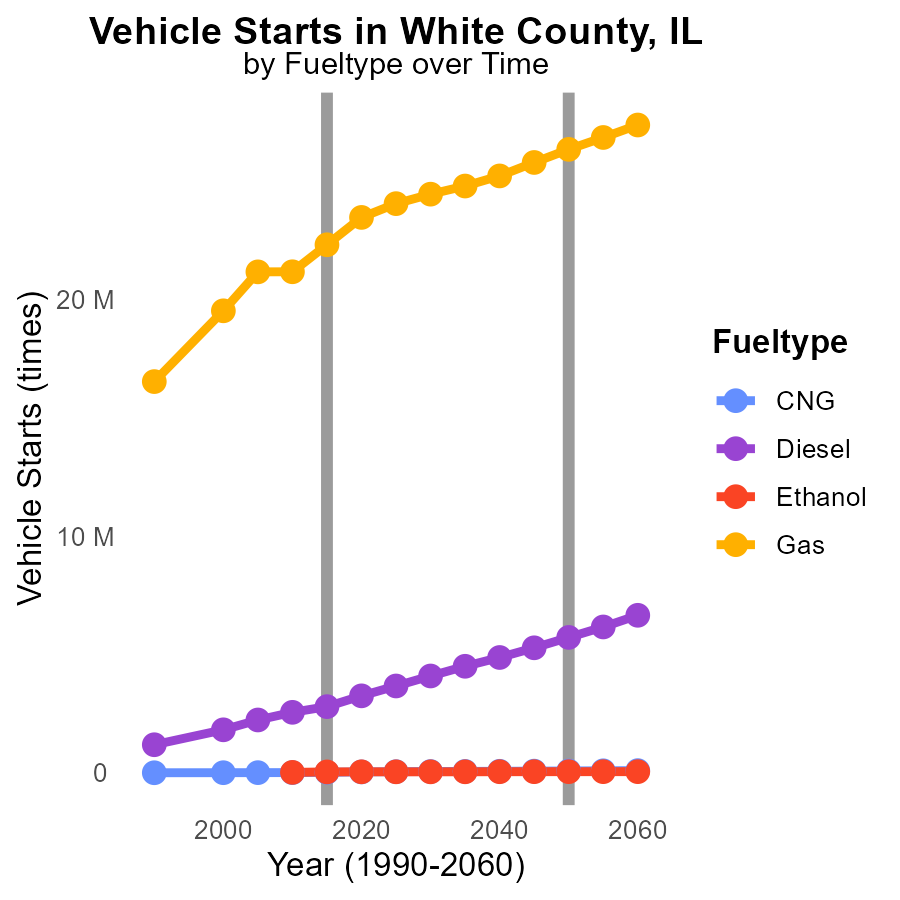 Vehicle Starts in White County, IL
by Fueltype over Time
Vehicle Starts (times)
20 M
10 M
0
2000 2020 2040 2060
Year (1990-2060)
Fueltype
CNG
Diesel
Ethanol
Gas